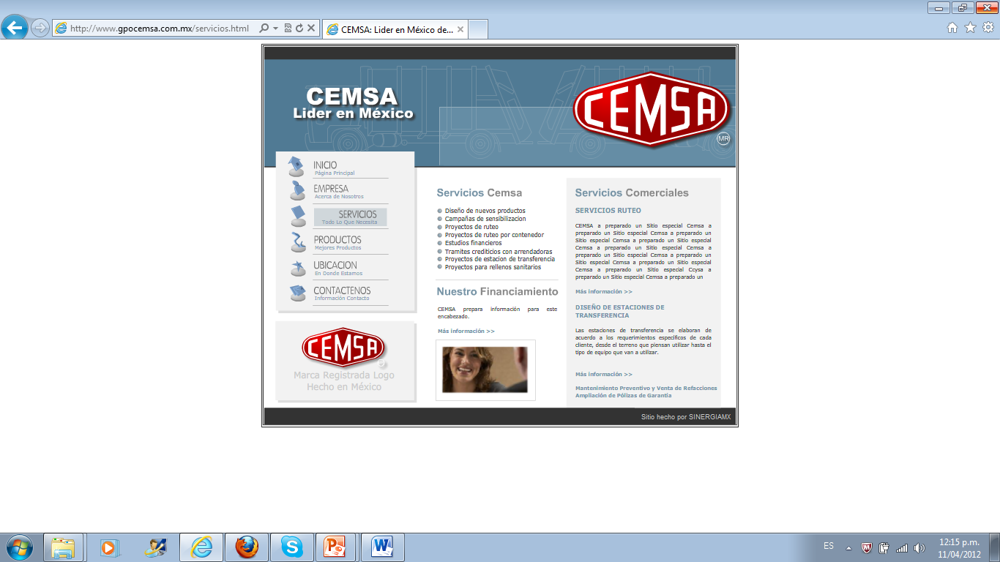 http://www.gpocemsa.com.mx/servicios.html
CEMSA: Lider en México de...
CEMSA
Lider en México
CEMSA
MR
INICIO
Página Principal
EMPRESA
Acerca de Nosotros
SERVICIOS
Todo Lo Que Necesita
PRODUCTOS
Mejores Productos
UBICACION
En Donde Estamos
CONTACTENOS
Información Contacto
CEMSA
Marca Registrada Logo
Hecho en México
Servicios Cemsa
Diseño de nuevos productos
Campañas de sensibilizacion
Proyectos de ruteo
Proyectos de ruteo por contenedor
Estudios financieros
Tramites crediticios con arrendadoras
Proyectos de estacion de transferencia
Proyectos para rellenos sanitarios
Nuestro Financiamiento
CEMSA prepara información para este
encabezado.
Más información >>
Servicios Comerciales
SERVICIOS RUTEO
CEMSA a preparado un Sitio especial Cemsa a
preparado un Sitio especial Cemsa a preparado un
Sitio especial Cemsa a preparado un Sitio especial
Cemsa a preparado un Sitio especial Cemsa a
preparado un Sitio especial Cemsa a preparado un
Sitio especial Cemsa a preparado un Sitio especial
Cemsa a preparado un Sitio especial Ccysa a
preparado un Sitio especial Cemsa a preparado un
Más información >>
DISEÑO DE ESTACIONES DE
TRANSFERENCIA
Las estaciones de transferencia se elaboran de
acuerdo a los requerimientos específicos de cada
cliente, desde el terreno que piensan utilizar hasta el
tipo de equipo que van a utilizar.
Más información >>
Mantenimiento Preventivo y Venta de Refacciones
Ampliación de Pólizas de Garantía
Sitio hecho por SINERGIAMX
ES
12:15 p.m.
11/04/2012